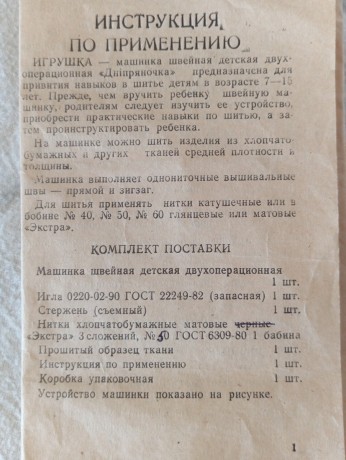 ИНСТРУКЦИЯ
ПО ПРИМЕНЕНИЮ
ИГРУШКА — машинка швейная детская двух-
операционная «Дніпряночка» предназначена для
привития навыков в шитье детям в возрасте 7—15
лет. Прежде, чем вручить ребенку швейную ма-
шинку, родителям следует изучить ее устройство,
приобрести практические навыки по шитью, а за-
тем проинструктировать ребенка.
На машинке можно шить изделия из хлопчато-
бумажных и других тканей средней плотности и
толщины.
Машинка выполняет однониточные вышивальные
швы — прямой и зигзаг.
Для шитья применять нитки катушечные или в
бобине № 40, № 50, № 60 глянцевые или матовые
«Экстра».
КОМПЛЕКТ ПОСТАВКИ
Машинка швейная детская двухоперационная
1 шт.
Игла 0220-02-90 ГОСТ 22249-82 (запасная) 1 шт.
Стержень (съемный) 1 шт.
Нитки хлопчатобумажные матовые черные
«Экстра» 3 сложений, № 50 ГОСТ 6309-80 1 бабина
Прошитый образец ткани 1 шт.
Инструкция по применению 1 шт.
Коробка упаковочная 1 шт.
Устройство машинки показано на рисунке.
1